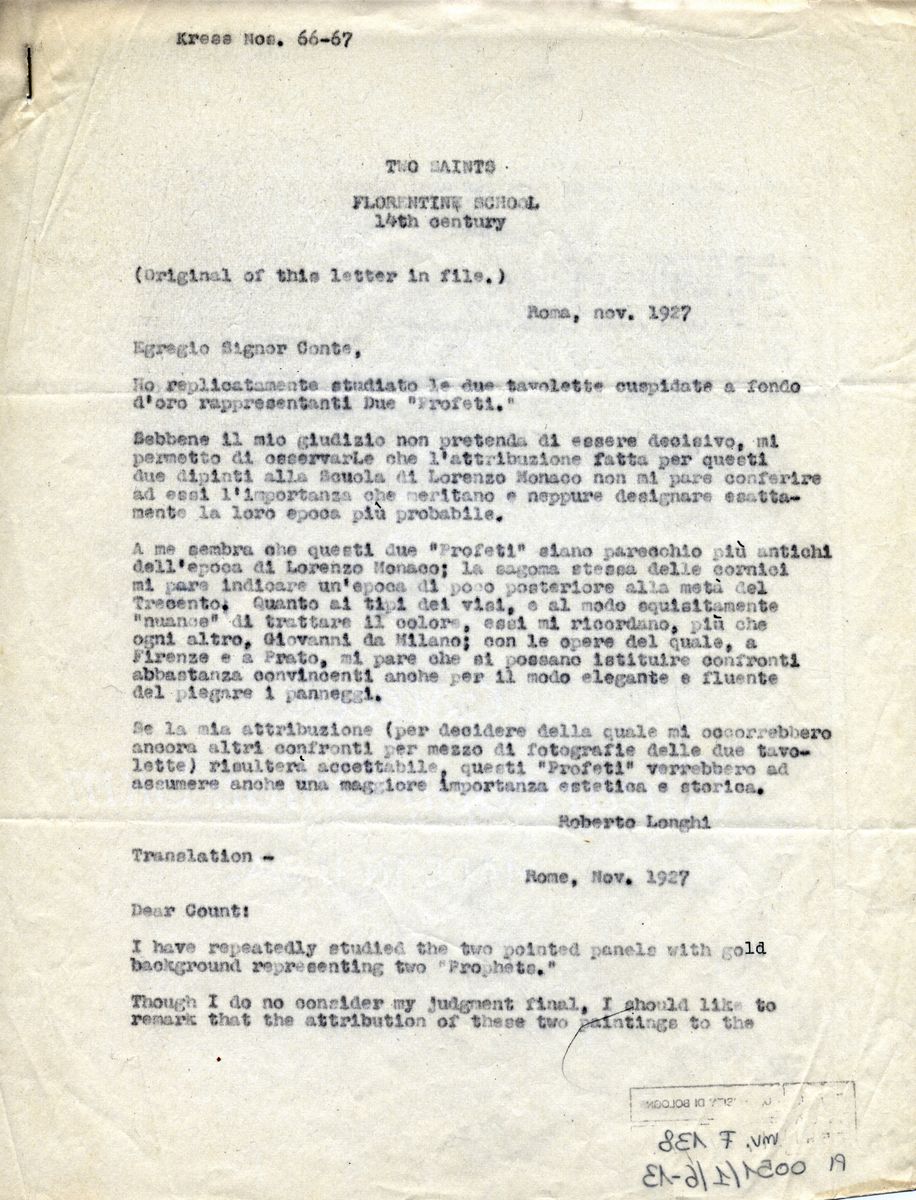 Kress Nos. 66-67
TWO SAINTS
FLORENTINE SCHOOL
14th century
(Original of this letter in file.)
Roma, nov. 1927
Egregio Signor Conte,
Ho replicatamente studiato le due tavolette cuspidate a fondo
d'oro rappresentanti Due "Profeti."
Sebbene il mio giudizio non pretenda di essere decisivo, mi
permetto di osservarLe che l'attribuzione fatta per questi
due dipinti alla Scuola di Lorenzo Monaco non mi pare conferire
ad essi l'importanza che meritano e neppure designare esatta-
mente la loro epoca più probabile.
A me sembra che questi due "Profeti" siano parecchio più antichi
dell'epoca di Lorenzo Monaco; la sagoma stessa delle cornici
mi pare indicare un'epoca di poco posteriore alla metà del
Trecento. Quanto ai tipi dei visi, e al modo squisitamente
"nuance" di trattare il colore, essi mi ricordano, più che
ogni altro, Giovanni da Milano; con le opere del quale, a
Firenze e a Prato, mi pare che si possano istituire confronti
abbastanza convincenti anche per il modo elegante e fluente
del piegare i panneggi.
Se la mia attribuzione (per decidere della quale mi occorrebbero
ancora altri confronti per mezzo di fotografie delle due tavo-
lette) risulterà accettabile, questi "Profeti" verrebbero ad
assumere anche una maggiore importanza estetica e storica.
Roberto Longhi
Translation -
Rome, Nov. 1927
Dear Count:
I have repeatedly studied the two pointed panels with gold
background representing two "Prophets."
Though I do no consider my judgment final, I should like to
remark that the attribution of these two paintings to the
DI BOLOGN
inv. F 138
PI 0051/1/6-13